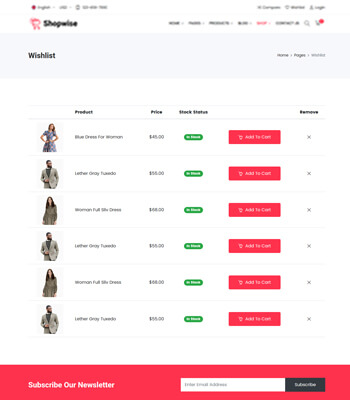 English USD 123-456-7890 Compare Wishlist Login
Shopwise HOME PAGES PRODUCTS BLOG SHOP CONTACT US
Wishlist Home Pages Wishlist
Product Price Stock Status Remove
Blue Dress For Woman $45.00 In Stock Add To Cart
Lether Gray Tuxedo $55.00 In Stock Add To Cart
Woman Full Sliv Dress $68.00 In Stock Add To Cart
Lether Gray Tuxedo $55.00 In Stock Add To Cart
Woman Full Sliv Dress $68.00 In Stock Add To Cart
Lether Gray Tuxedo $55.00 In Stock Add To Cart
Subscribe Our Newsletter Enter Email Address Subscribe